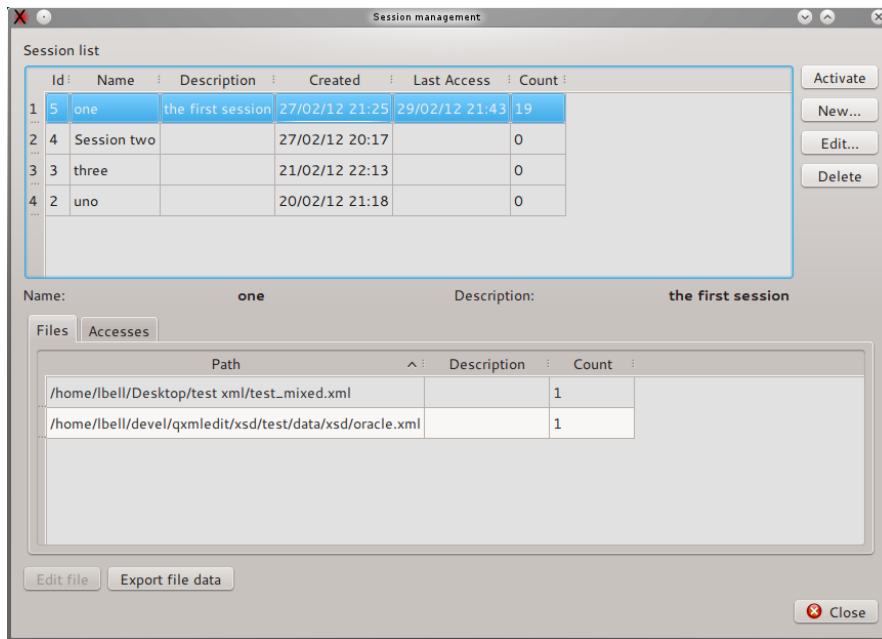 Session management
Session list
Id Name Description Created Last Access Count
1 5 one the first session 27/02/12 21:25 29/02/12 21:43 19
2 4 Session two 27/02/12 20:17 0
3 3 three 21/02/12 22:13 0
4 2 uno 20/02/12 21:18 0
Activate
New...
Edit...
Delete
Name: one Description: the first session
Files Accesses
Path Description Count
/home/lbell/Desktop/test xml/test_mixed.xml 1
/home/lbell/devel/qxmledit/xsd/test/data/xsd/oracle.xml 1
Edit file Export file data
Close